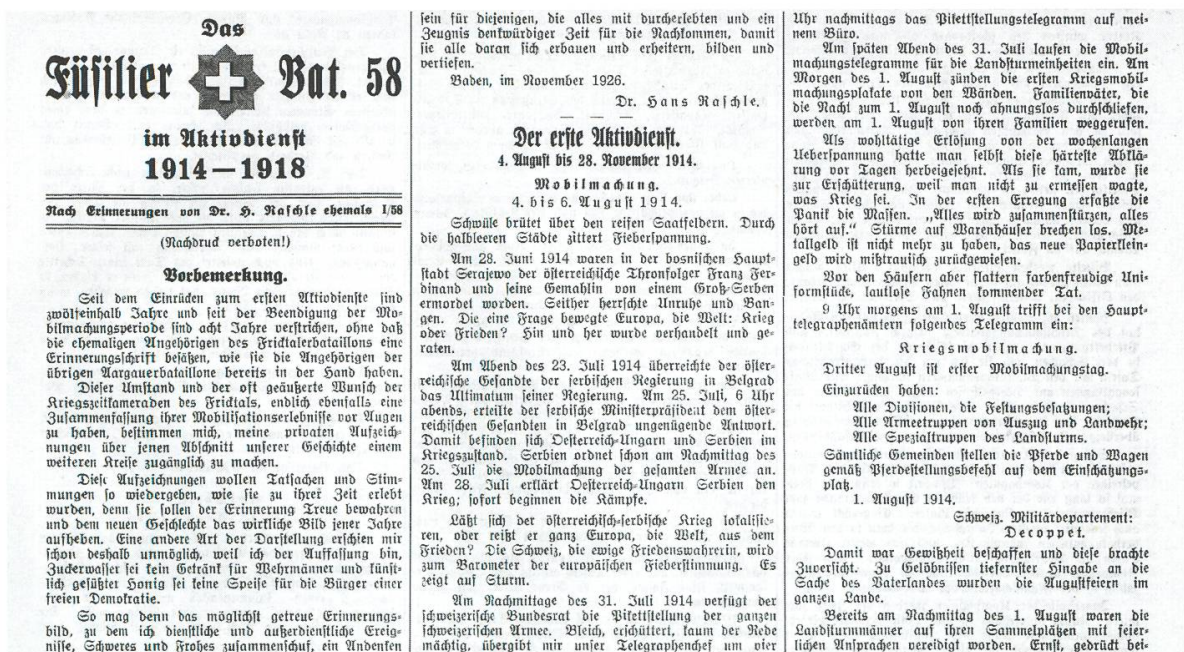 Das
Füsilier Bat. 58
im Aktivdienst
1914—1918
Nach Erinnerungen von Dr. H. Raschle ehemals I/58
(Nachdruck verboten!)
Vorbemerkung.
Seit dem Einrücken zum ersten Aktivdienste sind
zwölfeinhalb Jahre und seit der Beendigung der Mo-
bilmachungsperiode sind acht Jahre verstrichen, ohne daß
die ehemaligen Angehörigen des Fricktalerbataillons eine
Erinnerungsschrift besäßen, wie sie die Angehörigen der
übrigen Aargauerbataillone bereits in der Hand haben.
Dieser Umstand und der oft geäußerte Wunsch der
Kriegszeitkameraden des Fricktals, endlich ebenfalls eine
Zusammenfassung ihrer Mobilisationserlebnisse vor Augen
zu haben, bestimmen mich, meine privaten Aufzeich-
nungen über jenen Abschnitt unserer Geschichte einem
weiteren Kreise zugänglich zu machen.
Diese Aufzeichnungen wollen Tatsachen und Stim-
mungen so wiedergeben, wie sie zu ihrer Zeit erlebt
wurden, denn sie sollen der Erinnerung Treue bewahren
und dem neuen Geschlechte das wirkliche Bild jener Jahre
aufheben. Eine andere Art der Darstellung erschien mir
schon deshalb unmöglich, weil ich der Auffassung bin,
Zuckerwasser sei kein Getränk für Wehrmänner und künst-
lich gesüßter Honig sei keine Speise für die Bürger einer
freien Demokratie.
So mag denn das möglichst getreue Erinnerungs-
bild, zu dem ich dienstliche und außerdienstliche Ereig-
nisse, Schweres und Frohes zusammenschuf, ein Andenken
sein für diejenigen, die alles mit durcherlebten und ein
Zeugnis denkwürdiger Zeit für die Nachkommen, damit
sie alle daran sich erbauen und erheitern, bilden und
vertiefen.
Baden, im November 1926.
Dr. Hans Raschle.
Der erste Aktivdienst.
4. August bis 28. November 1914.
Mobilmachung.
4. bis 6. August 1914.
Schwüle brütet über den reifen Saatfeldern. Durch
die halbleeren Städte zittert Fieberspannung.
Am 28. Juni 1914 waren in der bosnischen Haupt-
stadt Serajewo der österreichische Thronfolger Franz Fer-
dinand und seine Gemahlin von einem Groß-Serben
ermordet worden. Seither herrschte Unruhe und Ban-
gen. Die eine Frage bewegte Europa, die Welt: Krieg
oder Frieden? Hin und her wurde verhandelt und ge-
raten.
Am Abend des 23. Juli 1914 überreichte der öster-
reichische Gesandte der serbischen Regierung in Belgrad
das Ultimatum seiner Regierung. Am 25. Juli, 6 Uhr
abends, erteilte der serbische Ministerpräsident dem öster-
reichischen Gesandten in Belgrad ungenügende Antwort.
Damit befinden sich Oesterreich-Ungarn und Serbien im
Kriegszustand. Serbien ordnet schon am Nachmittag des
25. Juli die Mobilmachung der gesamten Armee an.
Am 28. Juli erklärt Oesterreich-Ungarn Serbien den
Krieg; sofort beginnen die Kämpfe.
Läßt sich der österreichisch-serbische Krieg lokalisie-
ren, oder reißt er ganz Europa, die Welt, aus dem
Frieden? Die Schweiz, die ewige Friedenswahrerin, wird
zum Barometer der europäischen Fieberstimmung. Es
zeigt auf Sturm.
Am Nachmittage des 31. Juli 1914 verfügt der
schweizerische Bundesrat die Pikettstellung der ganzen
schweizerischen Armee. Bleich, erschüttert, kaum der Rede
mächtig, übergibt mir unser Telegraphenchef um vier
Uhr nachmittags das Pikettstellungstelegramm auf mei-
nem Büro.
Am späten Abend des 31. Juli laufen die Mobil-
machungstelegramme für die Landsturmeinheiten ein. Am
Morgen des 1. August zünden die ersten Kriegsmobil-
machungsplakate von den Wänden. Familienväter, die
die Nacht zum 1. August noch ahnungslos durchschliefen,
werden am 1. August von ihren Familien weggerufen.
Als wohltätige Erlösung von der wochenlangen
Ueberspannung hatte man selbst diese härteste Abklä-
rung vor Tagen herbeigesehnt. Als sie kam, wurde sie
zur Erschütterung, weil man nicht zu ermessen wagte,
was Krieg sei. In der ersten Erregung erfaßte die
Panik die Massen. „Alles wird zusammenstürzen, alles
hört auf.“ Stürme auf Warenhäuser brechen los. Me-
tallgeld ist nicht mehr zu haben, das neue Papierklein-
geld wird mißtrauisch zurückgewiesen.
Vor den Häusern aber flattern farbenfreudige Uni-
formstücke, lautlose Fahnen kommender Tat.
9 Uhr morgens am 1. August trifft bei den Haupt-
telegraphenämtern folgendes Telegramm ein:
Kriegsmobilmachung.
Dritter August ist erster Mobilmachungstag.
Einzurücken haben:
Alle Divisionen, die Festungsbesatzungen;
Alle Armeetruppen von Auszug und Landwehr;
Alle Spezialtruppen des Landsturms.
Sämtliche Gemeinden stellen die Pferde und Wagen
gemäß Pferdestellungsbefehl auf dem Einschätzungs-
platz.
1. August 1914.
Schweiz. Militärdepartement:
Decoppet.
Damit war Gewißheit beschaffen und diese brachte
Zuversicht. Zu Gelöbnissen tiefernster Hingabe an die
Sache des Vaterlandes wurden die Augustfeiern im
ganzen Lande.
Bereits am Nachmittag des 1. August waren die
Landsturmmänner auf ihren Sammelplätzen mit feier-
lichen Ansprachen vereidigt worden. Ernst, gedrückt bei-